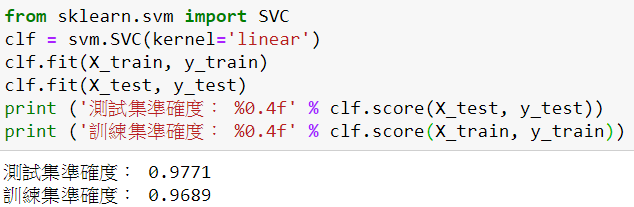 from sklearn.svm import SVC
clf = svm.SVC(kernel='linear')
clf.fit(X_train, y_train)
clf.fit(X_test, y_test)
print ('測試集準確度： %0.4f' % clf.score(X_test, y_test))
print ('訓練集準確度： %0.4f' % clf.score(X_train, y_train))
測試集準確度： 0.9771
訓練集準確度： 0.9689